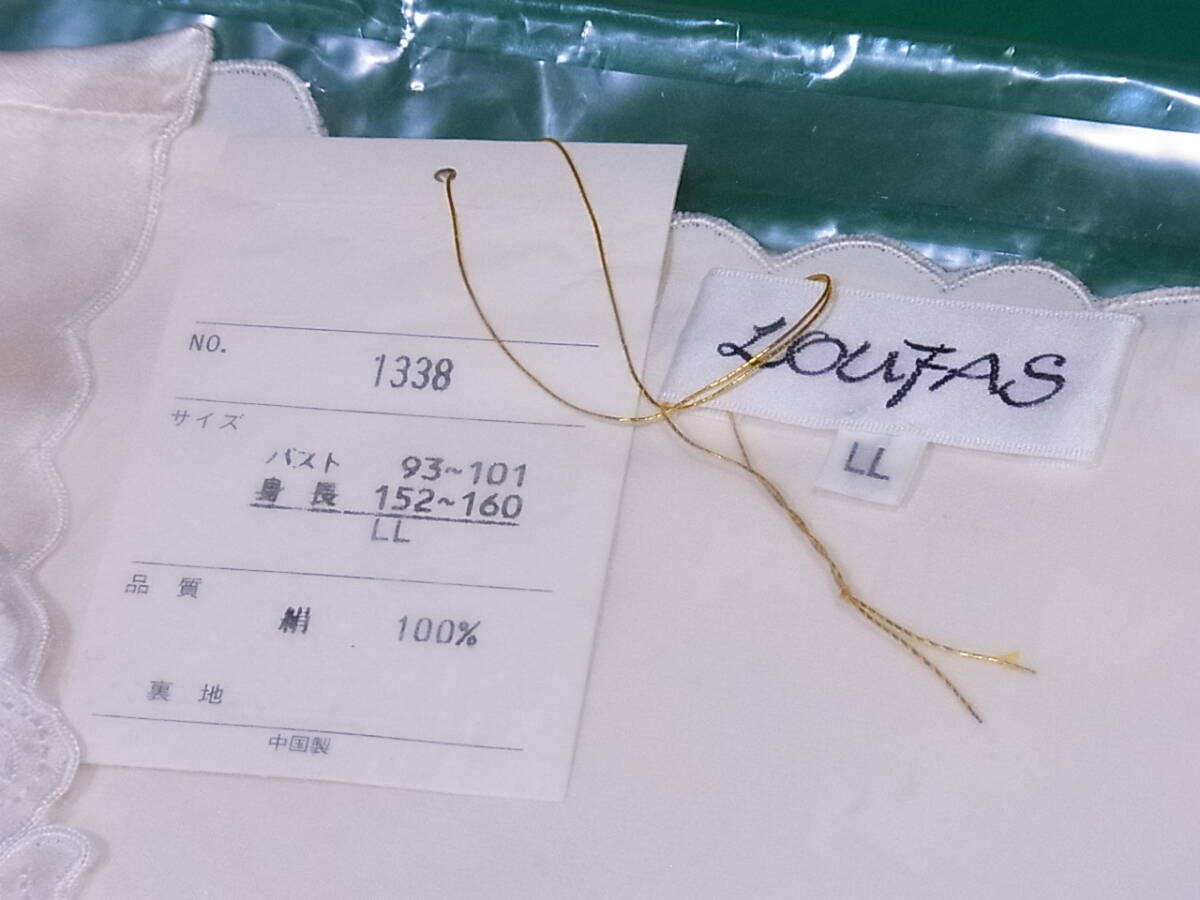 NO. 1338
サイズ
バスト 93~101
身長 152~160
LL
品質
絹 100%
裏地
中国製
LOUFAS
LL